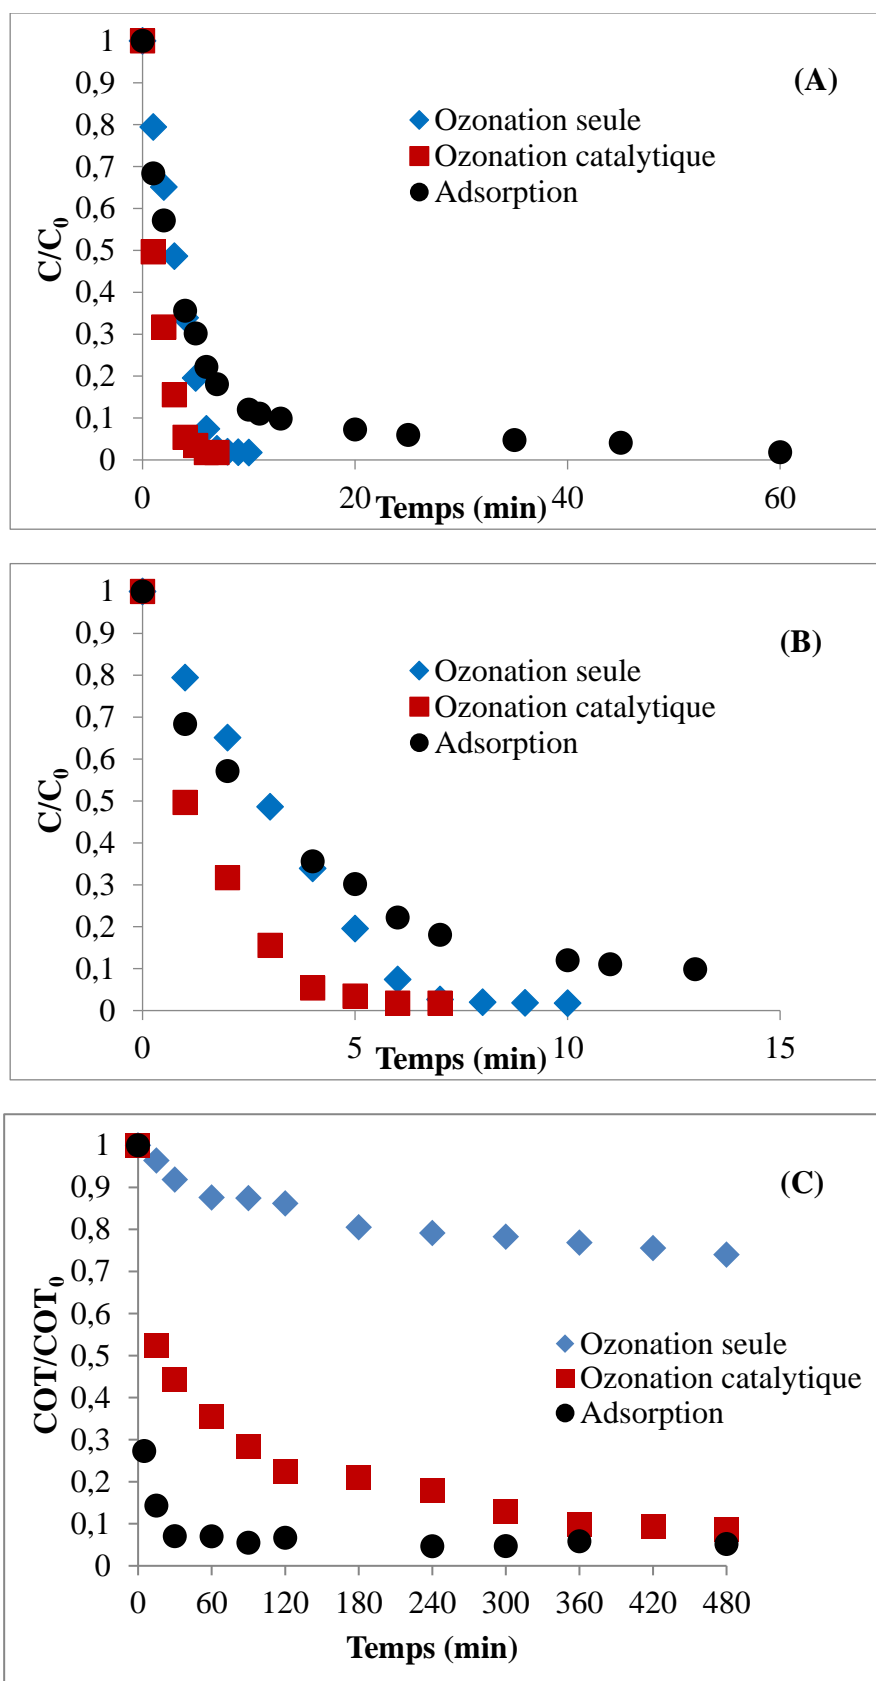 (A)
1
0,9
0,8
0,7
0,6
0,5
0,4
0,3
0,2
0,1
0
C/C₀
Ozonation seule
Ozonation catalytique
Adsorption
0 20 40 60
Temps (min)
(B)
1
0,9
0,8
0,7
0,6
0,5
0,4
0,3
0,2
0,1
0
C/C₀
Ozonation seule
Ozonation catalytique
Adsorption
0 5 10 15
Temps (min)
(C)
1
0,9
0,8
0,7
0,6
0,5
0,4
0,3
0,2
0,1
0
COT/COT₀
Ozonation seule
Ozonation catalytique
Adsorption
0 60 120 180 240 300 360 420 480
Temps (min)